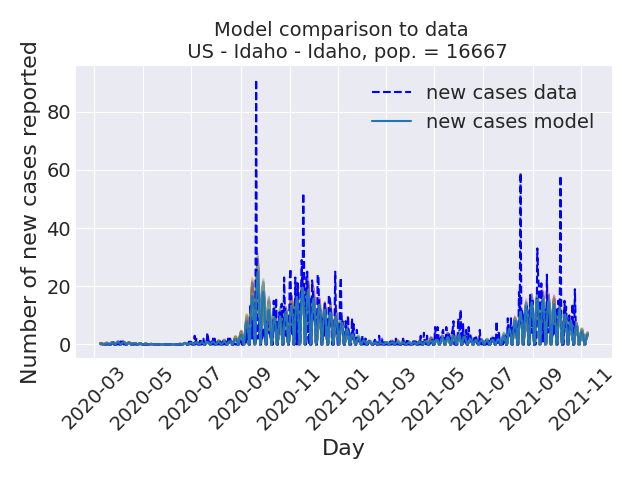 Model comparison to data
US - Idaho - Idaho, pop. = 16667
Number of new cases reported
80
60
40
20
0
new cases data
new cases model
2020-03
2020-05
2020-07
2020-09
2020-11
2021-01
2021-03
2021-05
2021-07
2021-09
2021-11
Day